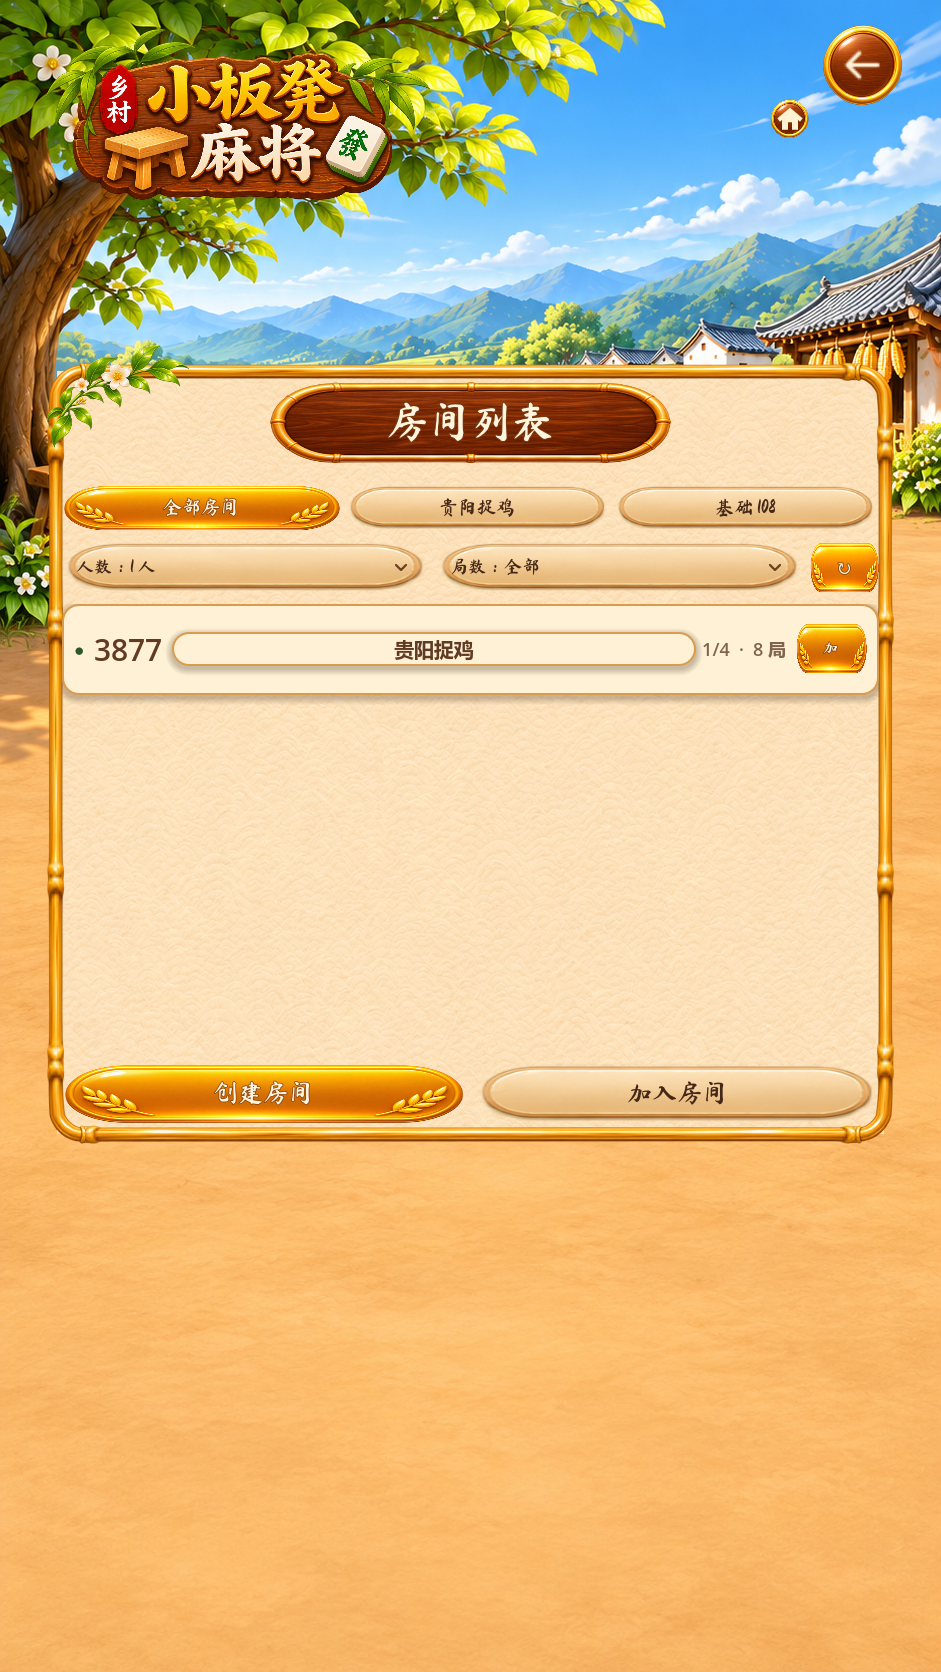 乡村
小板凳
麻将
發
房间列表
全部房间
贵阳捉鸡
基础108
人数：1人
局数：全部
↻
3877
贵阳捉鸡
1/4 · 8 局
加
创建房间
加入房间